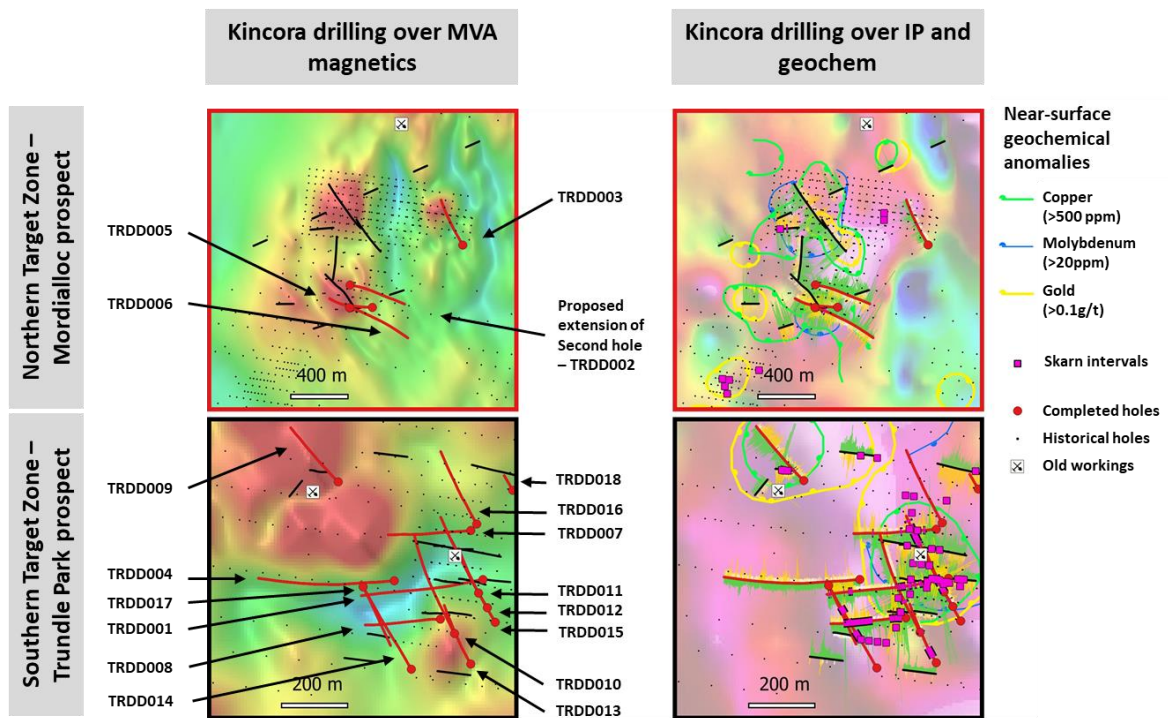 Kincora drilling over MVA
magnetics
Kincora drilling over IP and
geochem
Northern Target Zone –
Mordialloc prospect
TRDD005
TRDD006
400 m
TRDD003
Proposed
extension of
Second hole
– TRDD002
400 m
Near-surface
geochemical
anomalies
Copper
(>500 ppm)
Molybdenum
(>20ppm)
Gold
(>0.1g/t)
Skarn intervals
Completed holes
Historical holes
Old workings
Southern Target Zone –
Trundle Park prospect
TRDD009
TRDD004
TRDD017
TRDD001
TRDD008
TRDD014
200 m
TRDD018
TRDD016
TRDD007
TRDD011
TRDD012
TRDD015
TRDD010
TRDD013
200 m